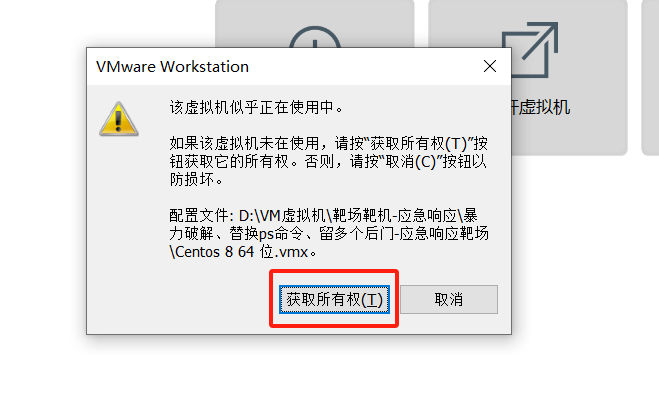 VMware Workstation
该虚拟机似乎正在使用中。
开虚拟机
如果该虚拟机未在使用，请按“获取所有权(T)”按
钮获取它的所有权。否则，请按“取消(C)”按钮以
防损坏。
配置文件: D:\VM虚拟机\靶场靶机-应急响应\暴
力破解、替换ps命令、留多个后门-应急响应靶场
\Centos 8 64 位.vmx。
获取所有权(T)
取消